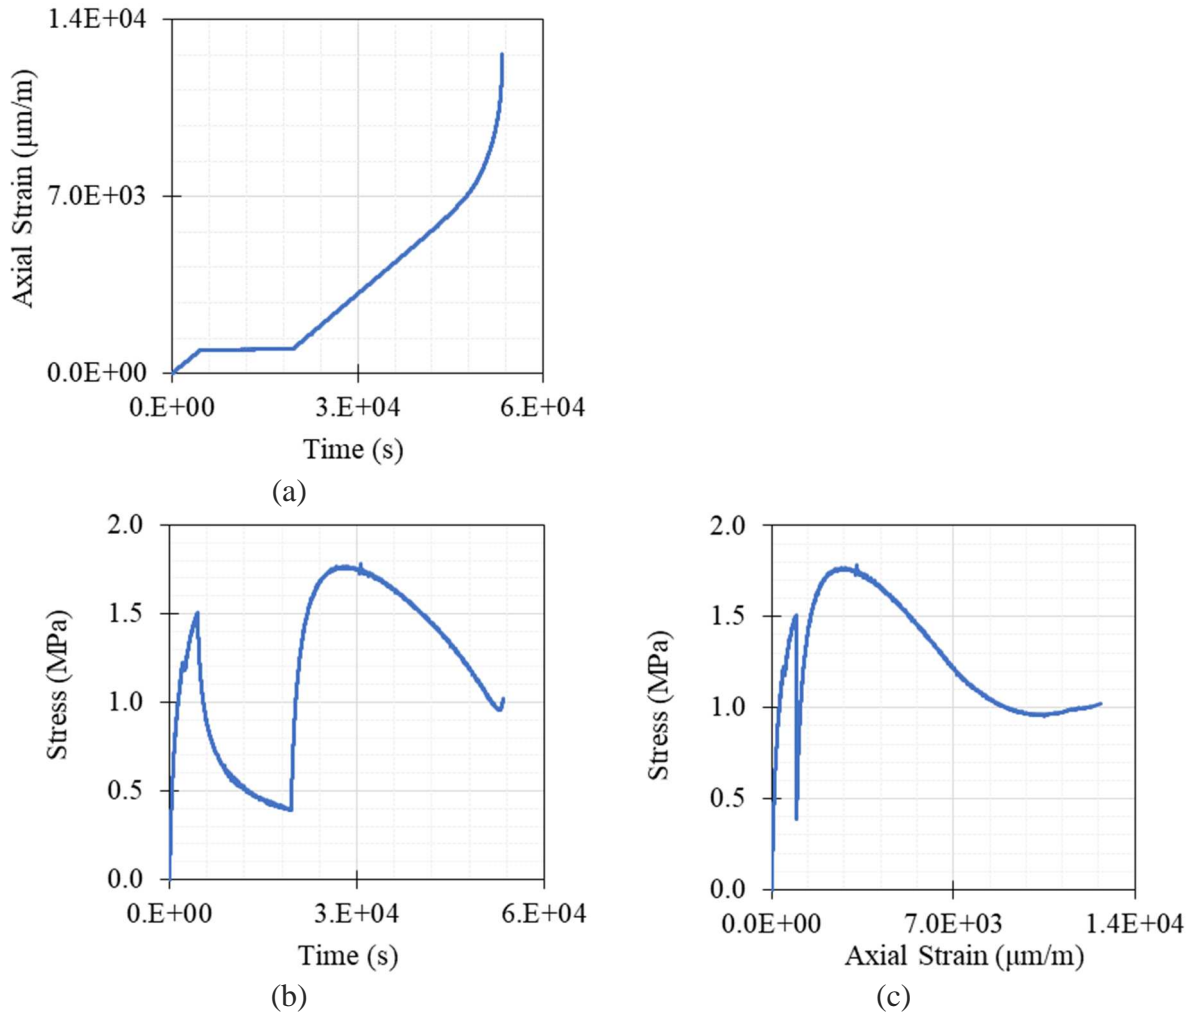 1.4E+04
7.0E+03
0.0E+00
Axial Strain (μm/m)
0.E+00 3.E+04 6.E+04
Time (s)
(a)
2.0
1.5
1.0
0.5
0.0
Stress (MPa)
0.E+00 3.E+04 6.E+04
Time (s)
(b)
2.0
1.5
1.0
0.5
0.0
Stress (MPa)
0.0E+00 7.0E+03 1.4E+04
Axial Strain (μm/m)
(c)